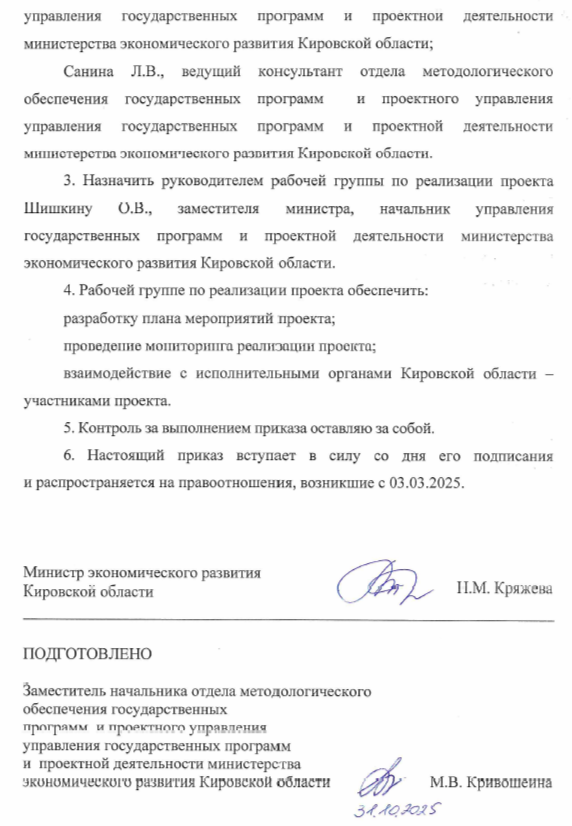 управления государственных программ и проектной деятельности
министерства экономического развития Кировской области;
Санина Л.В., ведущий консультант отдела методологического
обеспечения государственных программ и проектного управления
управления государственных программ и проектной деятельности
министерства экономического развития Кировской области.
3. Назначить руководителем рабочей группы по реализации проекта
Шишкину О.В., заместителя министра, начальник управления
государственных программ и проектной деятельности министерства
экономического развития Кировской области.
4. Рабочей группе по реализации проекта обеспечить:
разработку плана мероприятий проекта;
проведение мониторинга реализации проекта;
взаимодействие с исполнительными органами Кировской области –
участниками проекта.
5. Контроль за выполнением приказа оставляю за собой.
6. Настоящий приказ вступает в силу со дня его подписания
и распространяется на правоотношения, возникшие с 03.03.2025.
Министр экономического развития
Кировской области Н.М. Кряжева
ПОДГОТОВЛЕНО
Заместитель начальника отдела методологического
обеспечения государственных
программ и проектного управления
управления государственных программ
и проектной деятельности министерства
экономического развития Кировской области М.В. Кривошеина
31.10.2025